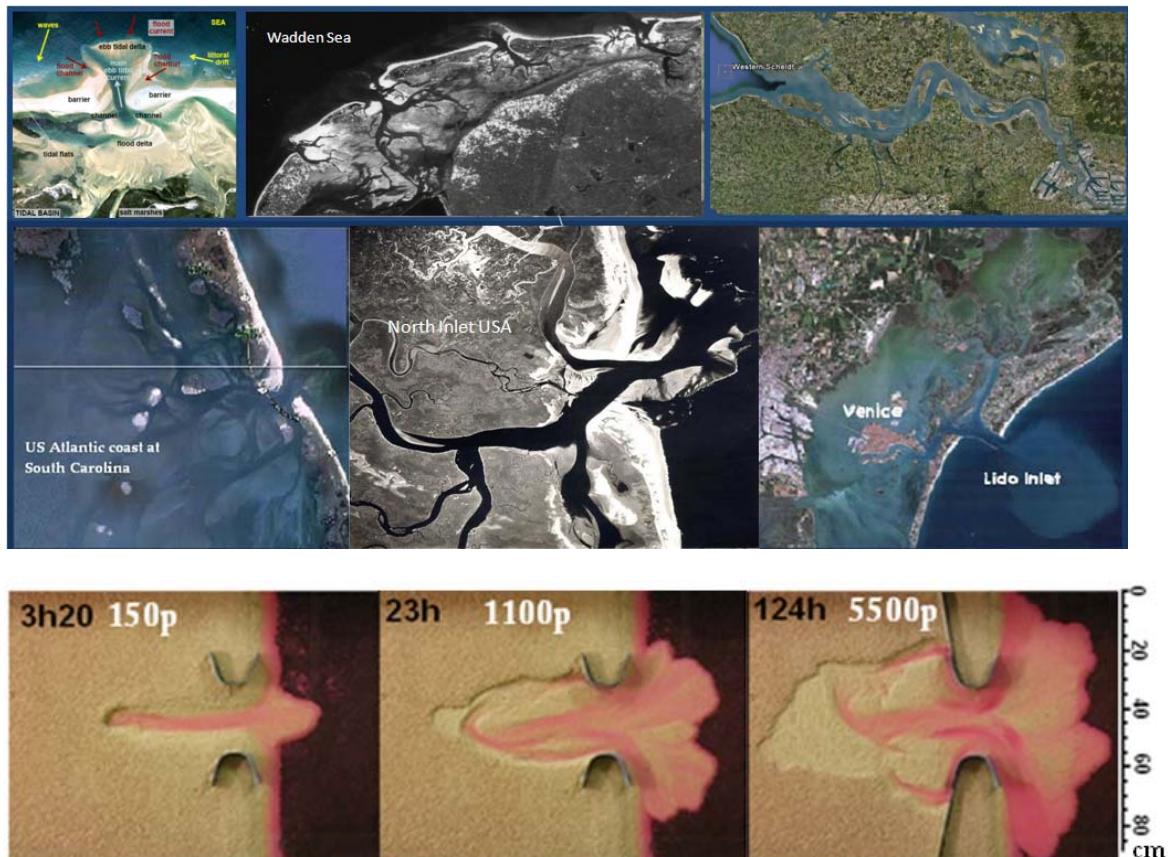 waves
flood
current
SEA
ebb tidal delta
main
ebb tidal
current
flood
channel
flood
channel
littoral
drift
barrier
barrier
channel
channel
flood delta
tidal flats
TIDAL BASIN
salt marshes
Wadden Sea
Western Scheldt
US Atlantic coast at
South Carolina
North Inlet USA
Venice
Lido Inlet
3h20 150p
23h 1100p
124h 5500p
0
20
40
60
80
cm